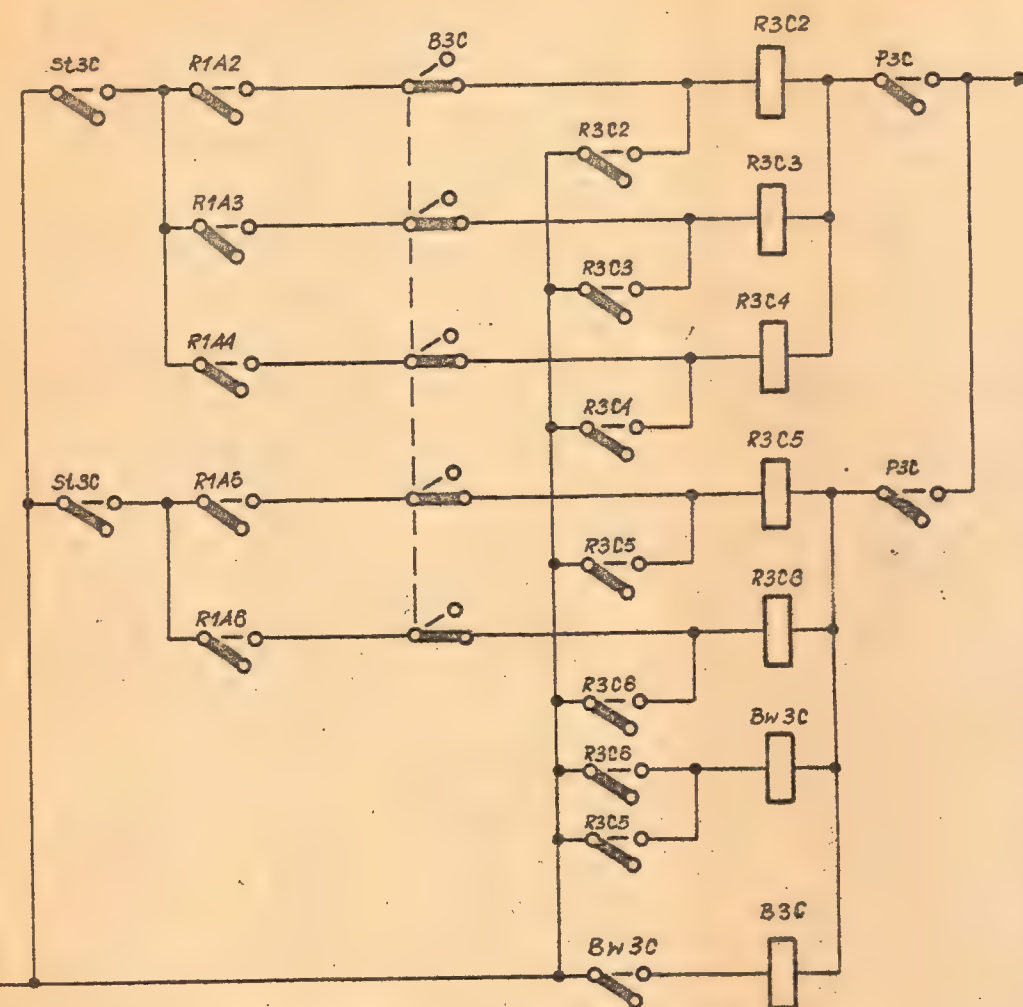 R3C2
B3C
St3C
R1A2
P3C
R3C2
R3C3
R1A3
R3C3
R3C4
R1A4
R3C4
R3C5
St3C
R1A5
P3C
R3C5
R3C6
R1A6
R3C6
Bw3C
R3C6
R3C5
B3C
Bw3C